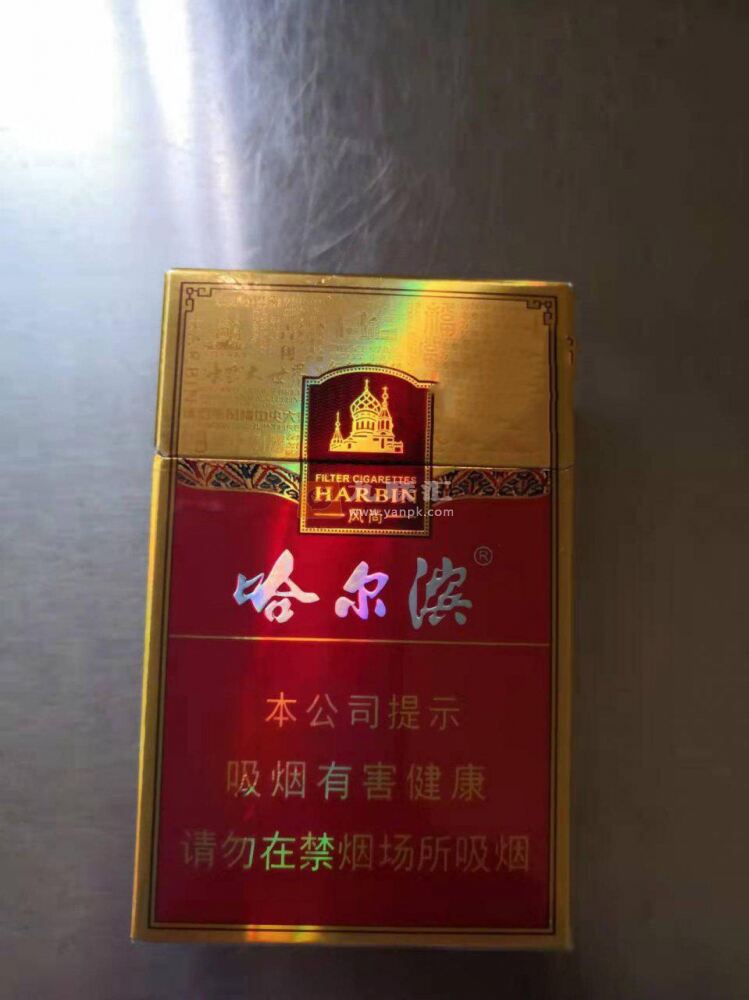 FILTER CIGARETTES
HARBIN
风尚
www.yanpk.com
哈尔滨®
本公司提示
吸烟有害健康
请勿在禁烟场所吸烟